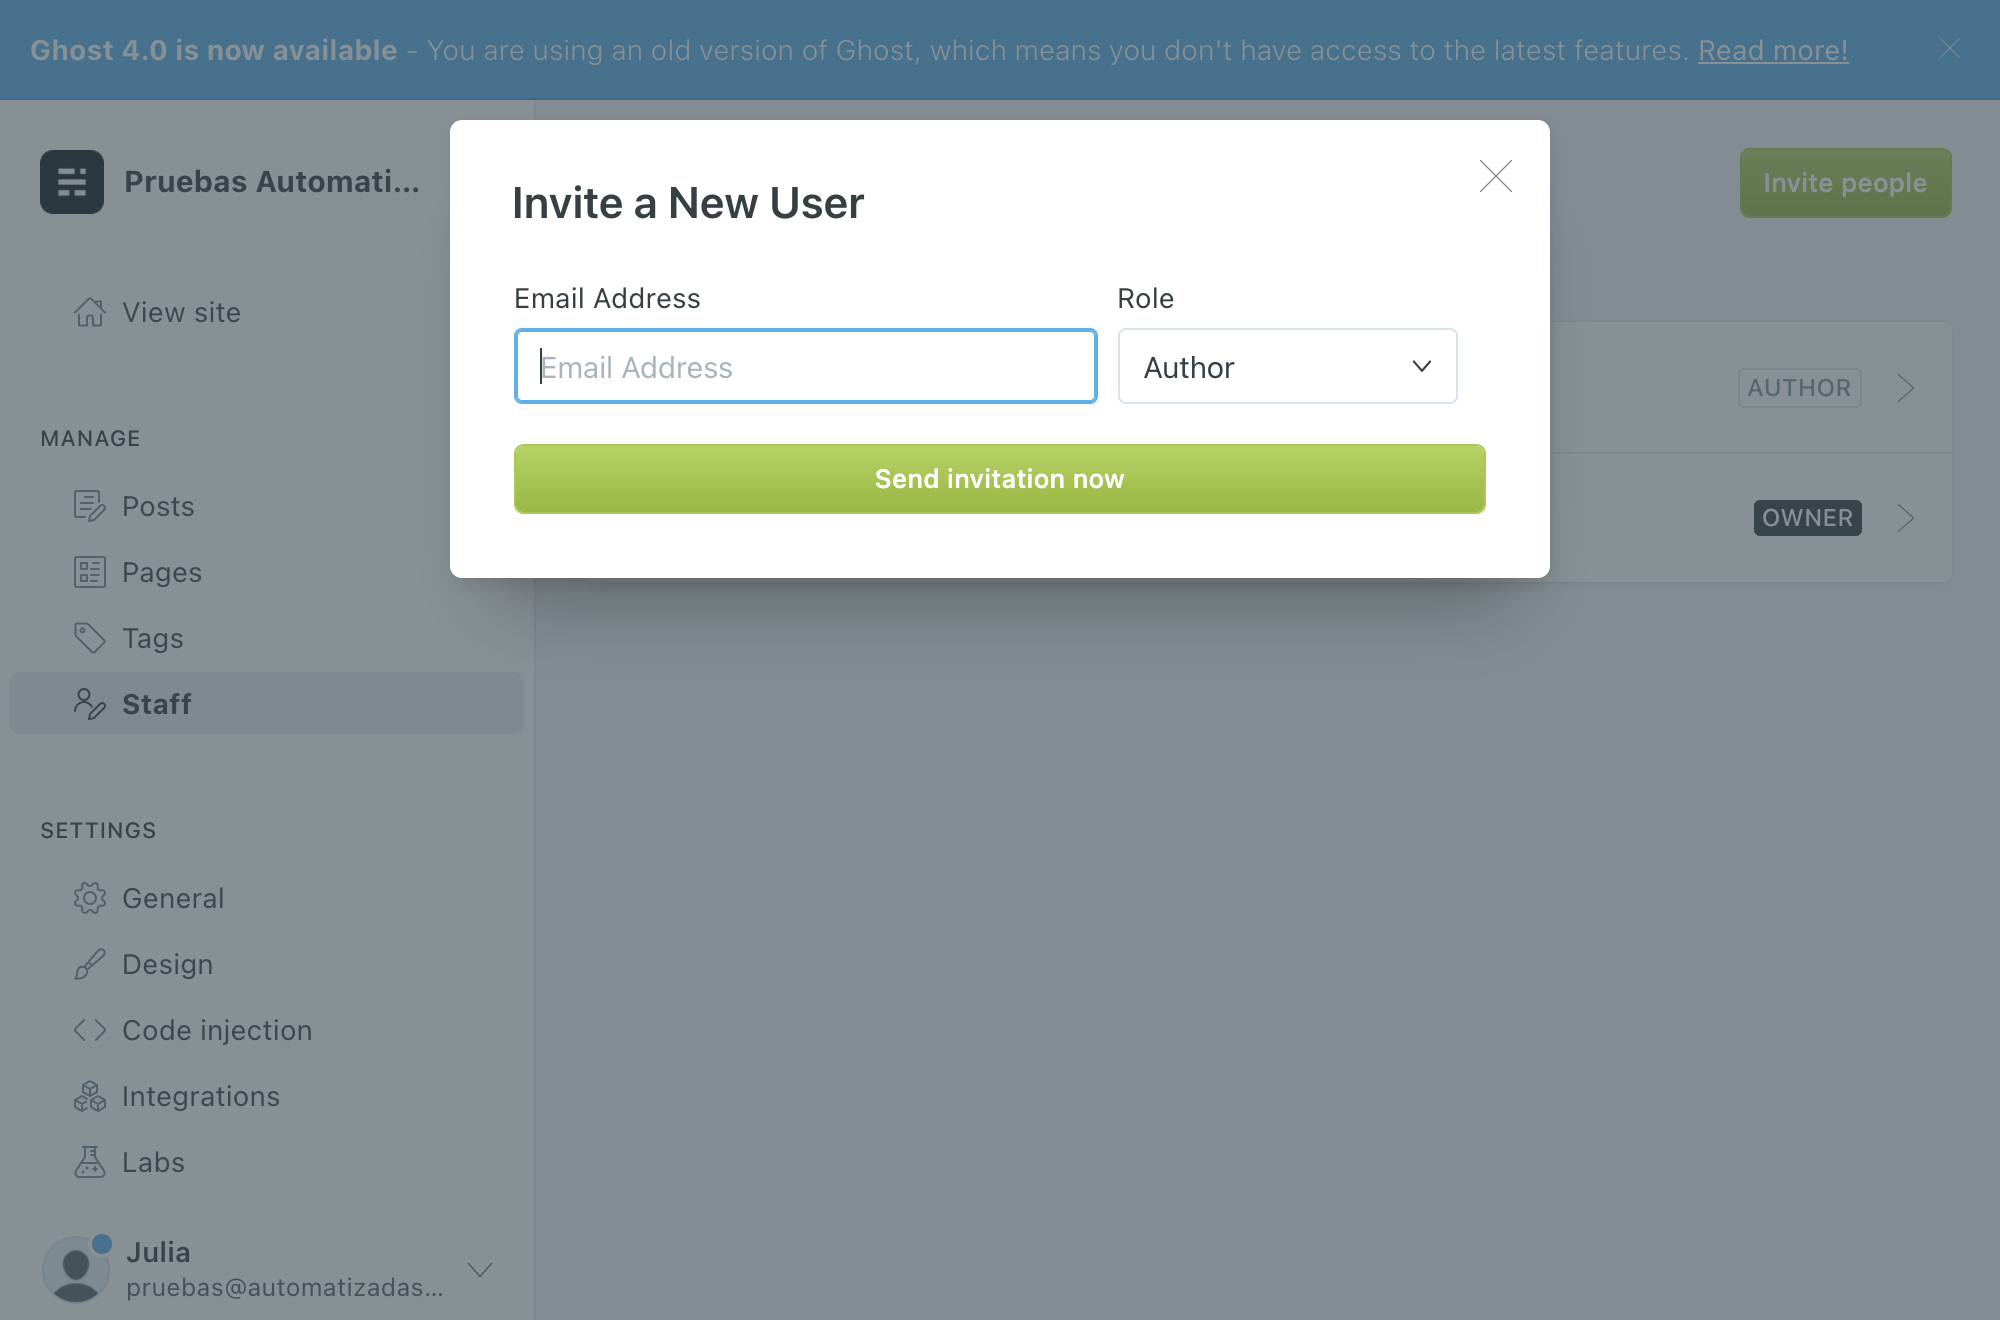 Ghost 4.0 is now available - You are using an old version of Ghost, which means you don't have access to the latest features. Read more!
Pruebas Automati...
Invite people
View site
MANAGE
Posts
Pages
Tags
Staff
SETTINGS
General
Design
Code injection
Integrations
Labs
Julia
pruebas@automatizadas...
Invite a New User
Email Address
Role
Email Address
Author
Send invitation now
AUTHOR
OWNER